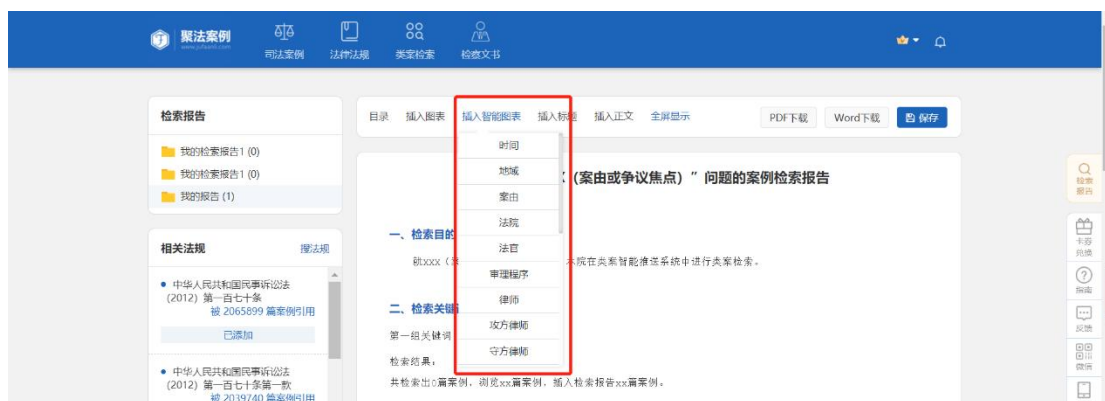 聚法案例
www.jufaanli.com
司法案例
法律法规
类案检索
检察文书
检索报告
我的检索报告1 (0)
我的检索报告1 (0)
我的报告 (1)
相关法规 搜法规
中华人民共和国民事诉讼法
(2012) 第一百七十条
被 2065899 篇案例引用
已添加
中华人民共和国民事诉讼法
(2012) 第一百七十条第一款
被 2039740 篇案例引用
目录 插入图表 插入智能图表 插入标题 插入正文 全屏显示 PDF下载 Word下载 保存
时间
地域
案由
法院
法官
审理程序
律师
攻方律师
守方律师
(案由或争议焦点)”问题的案例检索报告
一、检索目的
就xxx( 本院在类案智能推送系统中进行类案检索。
二、检索关键
第一组关键词
检索结果:
共检索出0篇案例,浏览xx篇案例,插入检索报告xx篇案例。
检索
报告
卡券
兑换
指南
反馈
微信